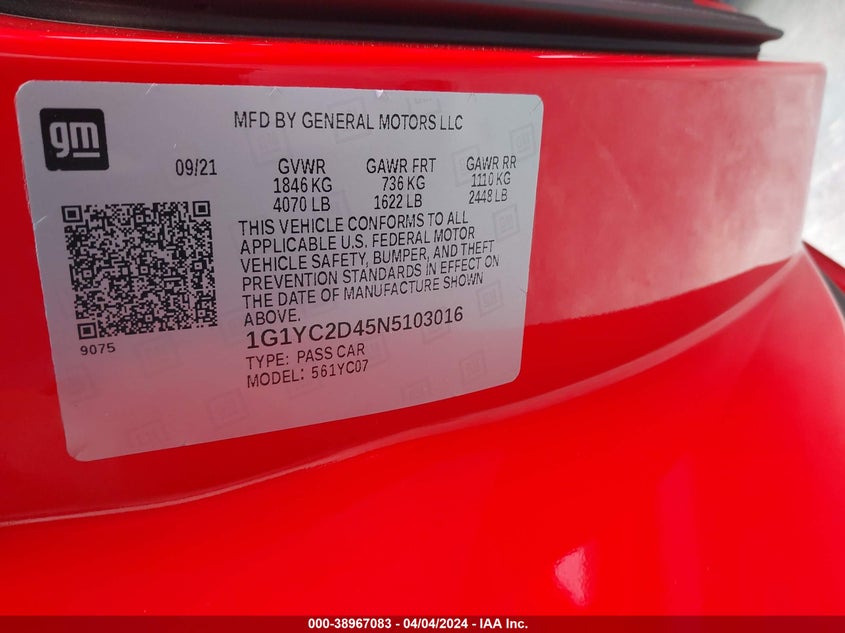 gm
MFD BY GENERAL MOTORS LLC
09/21 GVWR GAWR FRT GAWR RR
1846 KG 736 KG 1110 KG
4070 LB 1622 LB 2448 LB
THIS VEHICLE CONFORMS TO ALL
APPLICABLE U.S. FEDERAL MOTOR
VEHICLE SAFETY, BUMPER, AND THEFT
PREVENTION STANDARDS IN EFFECT ON
THE DATE OF MANUFACTURE SHOWN
ABOVE.
9075
1G1YC2D45N5103016
TYPE: PASS CAR
MODEL: 561YC07
000-38967083 - 04/04/2024 - IAA Inc.